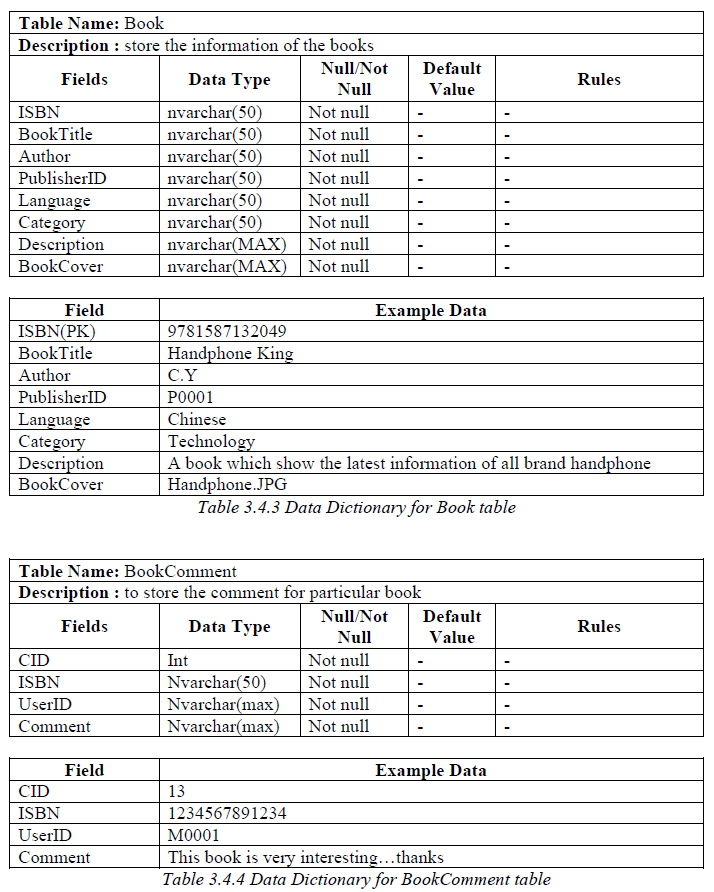 Table Name: Book
Description : store the information of the books
Fields Data Type Null/Not Null Default Value Rules
ISBN nvarchar(50) Not null - -
BookTitle nvarchar(50) Not null - -
Author nvarchar(50) Not null - -
PublisherID nvarchar(50) Not null - -
Language nvarchar(50) Not null - -
Category nvarchar(50) Not null - -
Description nvarchar(MAX) Not null - -
BookCover nvarchar(MAX) Not null - -
Field Example Data
ISBN(PK) 9781587132049
BookTitle Handphone King
Author C.Y
PublisherID P0001
Language Chinese
Category Technology
Description A book which show the latest information of all brand handphone
BookCover Handphone.JPG
Table 3.4.3 Data Dictionary for Book table
Table Name: BookComment
Description : to store the comment for particular book
Fields Data Type Null/Not Null Default Value Rules
CID Int Not null - -
ISBN Nvarchar(50) Not null - -
UserID Nvarchar(max) Not null - -
Comment Nvarchar(max) Not null - -
Field Example Data
CID 13
ISBN 1234567891234
UserID M0001
Comment This book is very interesting…thanks
Table 3.4.4 Data Dictionary for BookComment table